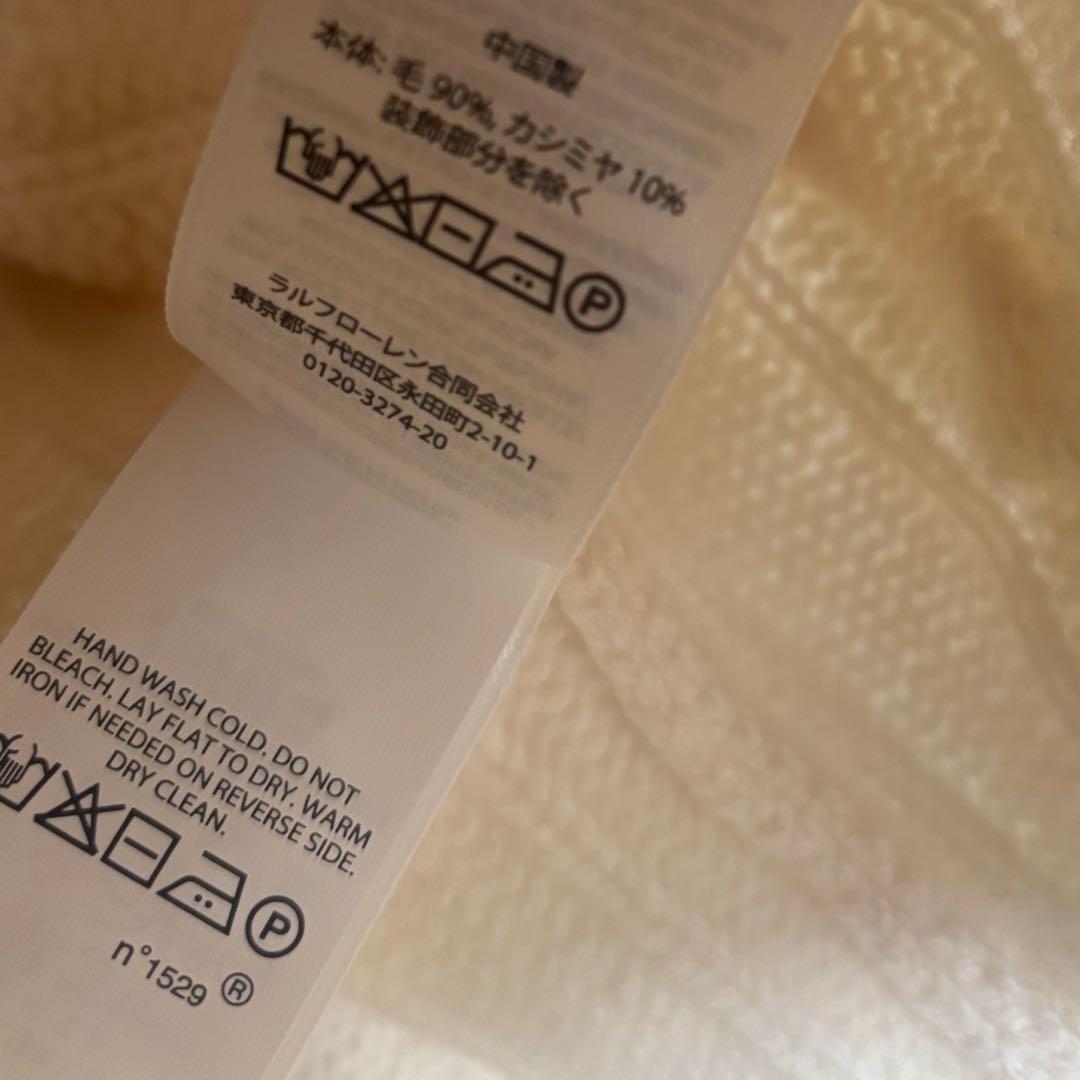 中国製
本体: 毛 90%, カシミヤ 10%
装飾部分を除く
P
ラルフローレン合同会社
東京都千代田区永田町2-10-1
0120-3274-20
HAND WASH COLD. DO NOT
BLEACH. LAY FLAT TO DRY. WARM
IRON IF NEEDED ON REVERSE SIDE.
DRY CLEAN.
P
n°1529 ®